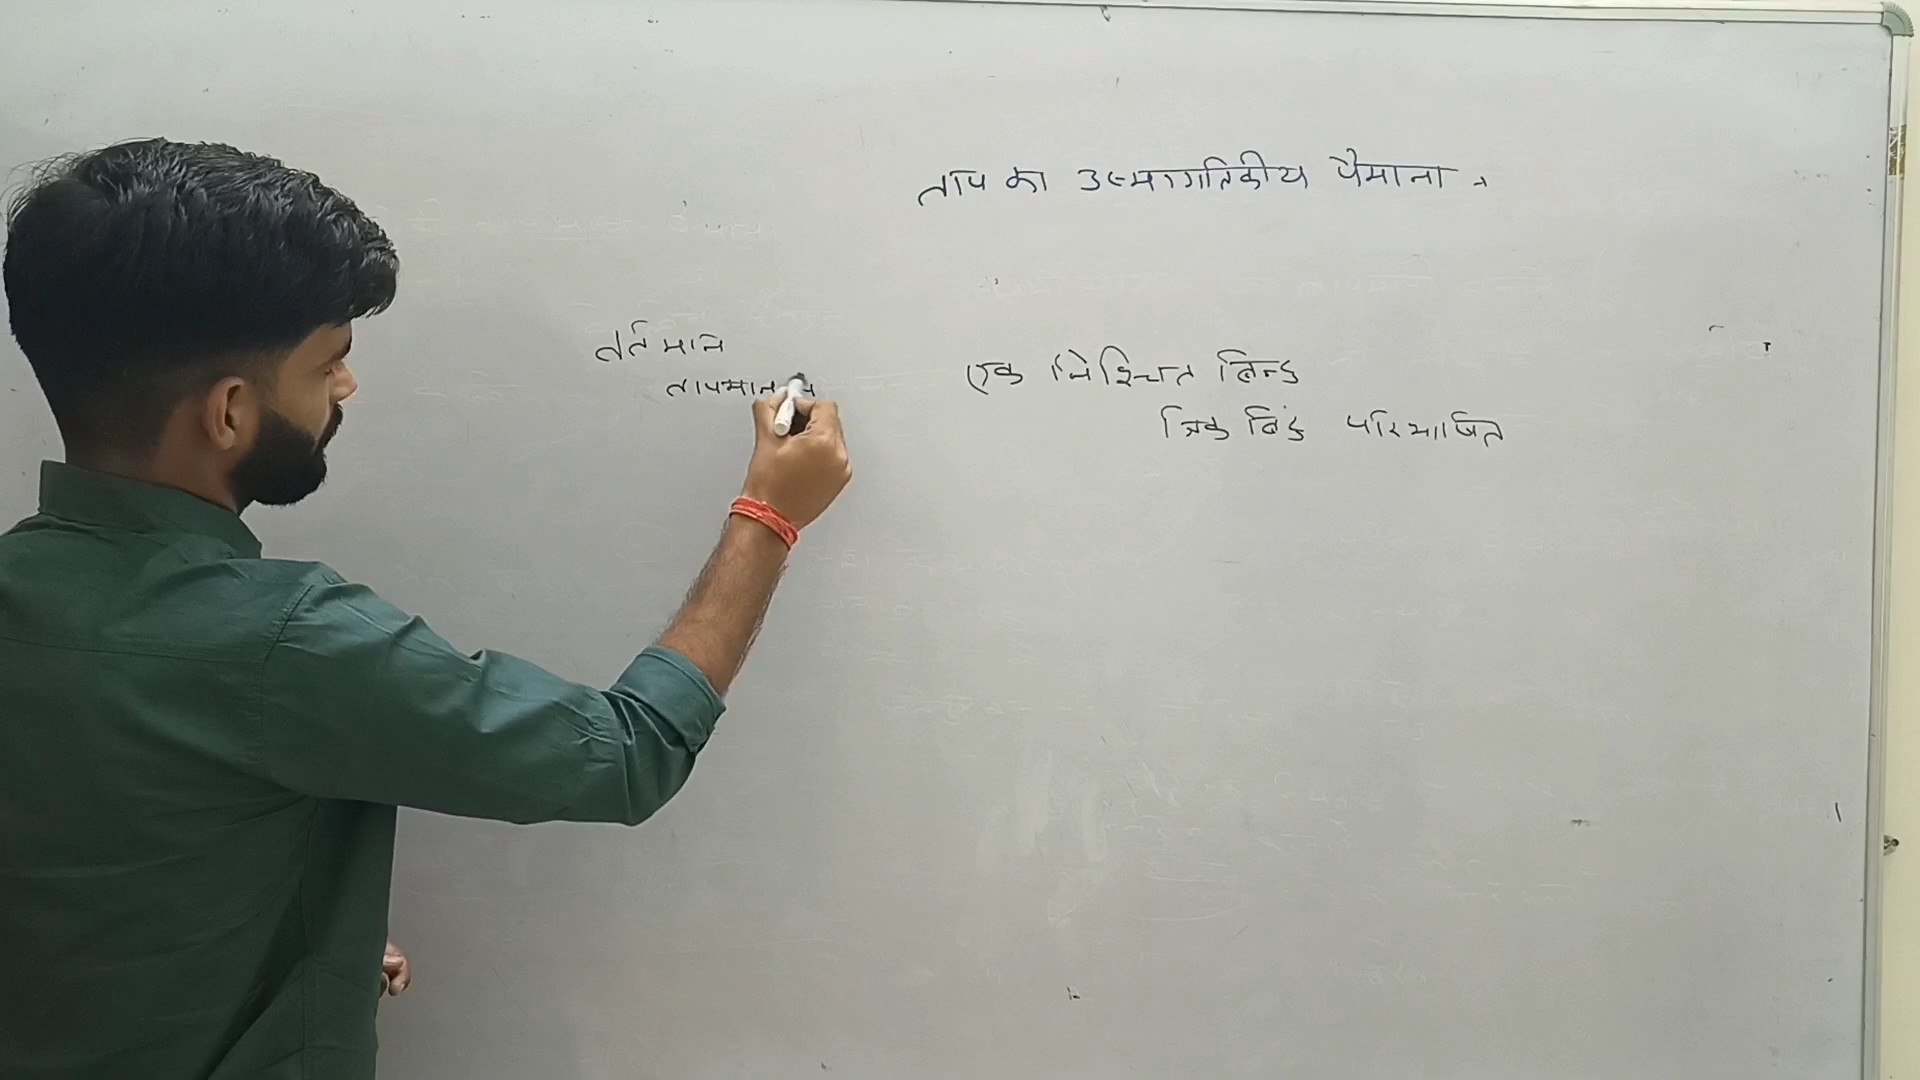 ताप का उष्मागतिकीय पैमाना
वर्तमान
तापमान
एक निश्चित बिन्दु
त्रिक बिंदु परिभाषित